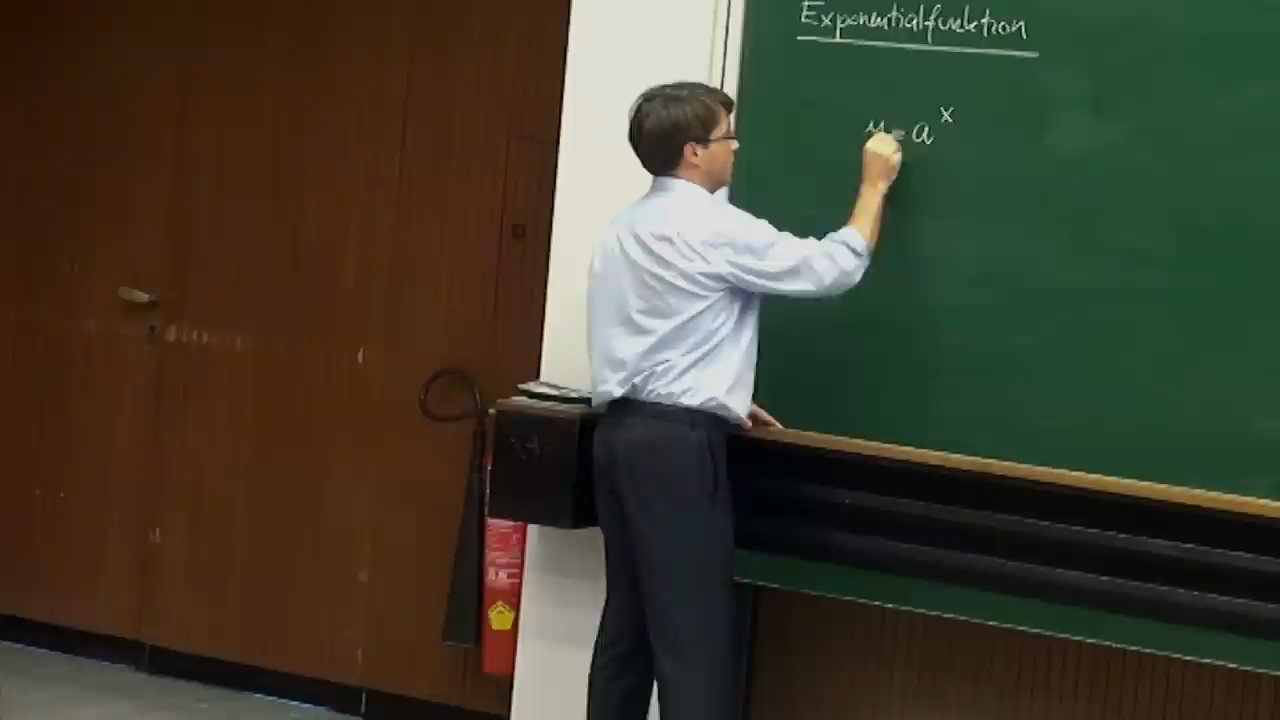 Exponentialfunktion
y = a^x